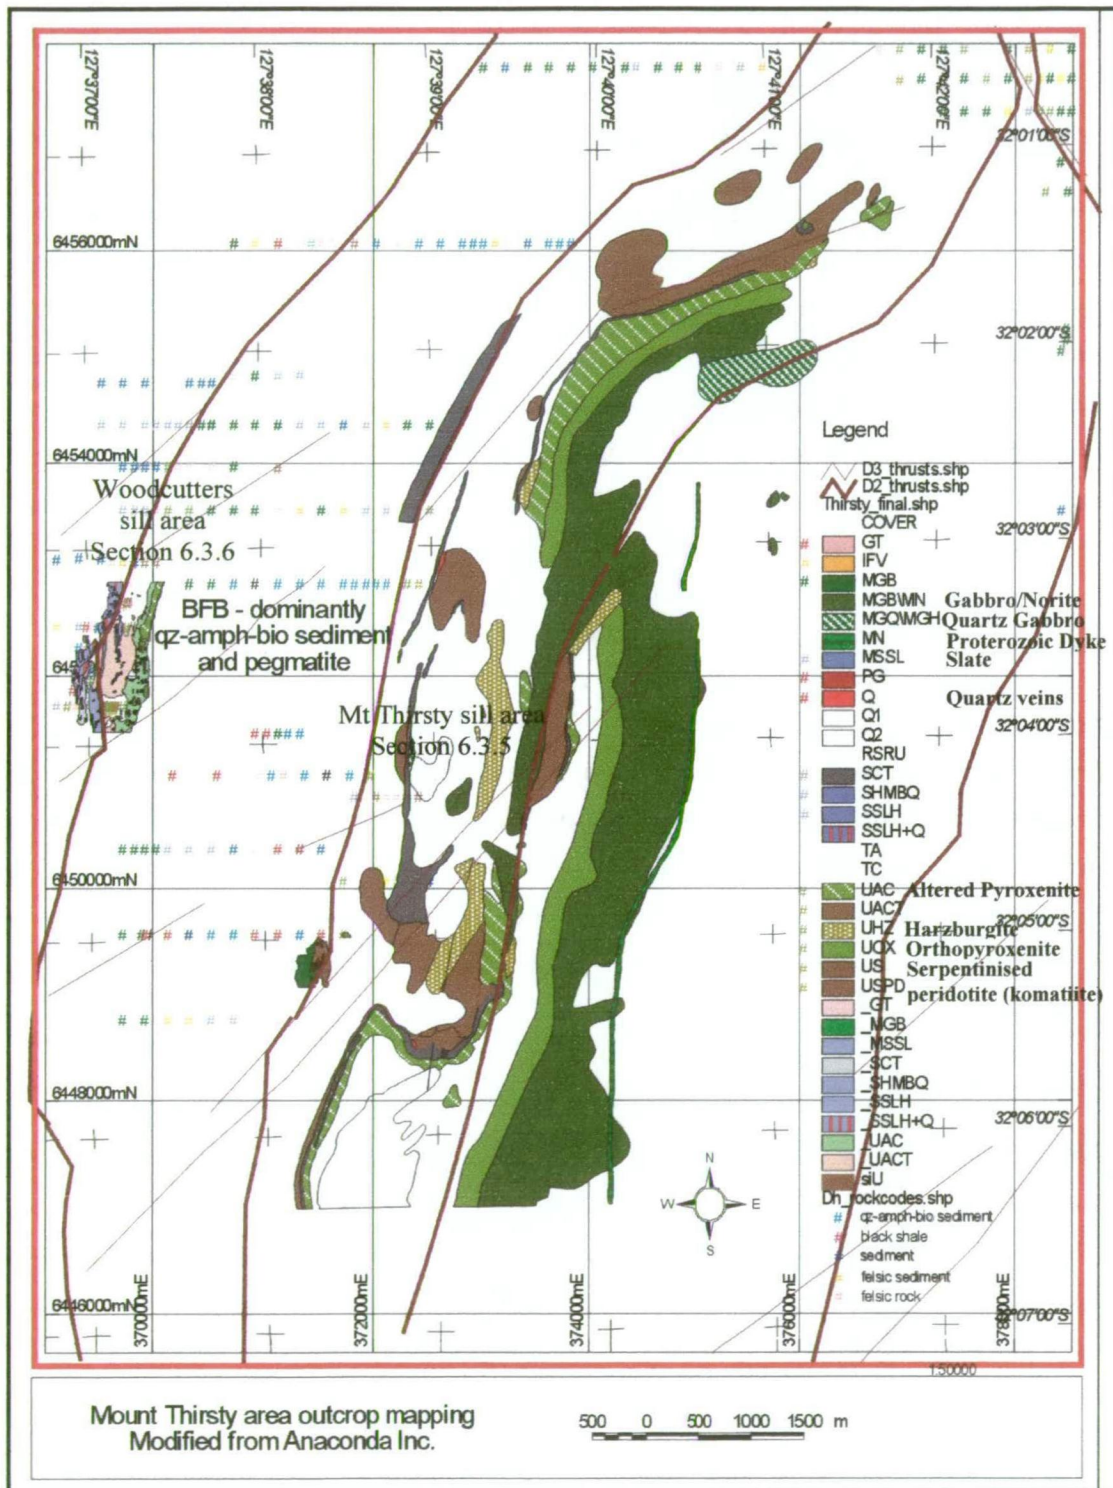 127°37'00"E
127°38'00"E
127°39'00"E
127°40'00"E
127°41'00"E
127°42'00"E
32°01'00"S
6456000mN
32°02'00"S
Legend
D3_thrusts.shp
D2_thrusts.shp
Thirsty_final.shp
COVER
GT
IFV
MGB
MGB\MN Gabbro/Norite
MGQ\MGH Quartz Gabbro
MN Proterozoic Dyke
MSSL Slate
PG
Q Quartz veins
Q1
Q2
RSRU
SCT
SHMBQ
SSLH
SSLH+Q
TA
TC
UAC Altered Pyroxenite
UACT
UHZ Harzburgite
UOX Orthopyroxenite
US Serpentinised
USPD peridotite (komatiite)
_GT
_MGB
_MSSL
_SCT
_SHMBQ
_SSLH
_SSLH+Q
_UAC
_UACT
siU
Dh_rockcodes.shp
# qz-amph-bio sediment
# black shale
# sediment
# felsic sediment
# felsic rock
6454000mN
Woodcutters
sill area
Section 6.3.6
32°03'00"S
BFB - dominantly
qz-amph-bio sediment
and pegmatite
Mt Thirsty sill area
Section 6.3.5
32°04'00"S
6450000mN
32°05'00"S
6448000mN
32°06'00"S
N
W E
S
6446000mN
370000mE
372000mE
374000mE
376000mE
378000mE
32°07'00"S
1:50000
Mount Thirsty area outcrop mapping
Modified from Anaconda Inc.
500 0 500 1000 1500 m